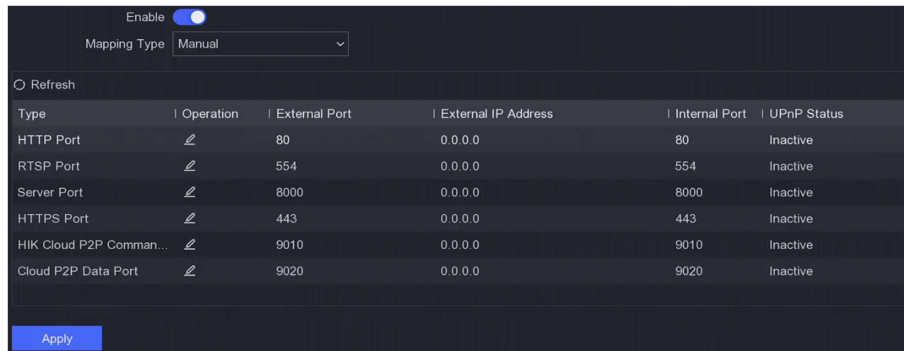 Enable
Mapping Type Manual
Refresh
Type Operation External Port External IP Address Internal Port UPnP Status
HTTP Port 80 0.0.0.0 80 Inactive
RTSP Port 554 0.0.0.0 554 Inactive
Server Port 8000 0.0.0.0 8000 Inactive
HTTPS Port 443 0.0.0.0 443 Inactive
HIK Cloud P2P Comman... 9010 0.0.0.0 9010 Inactive
Cloud P2P Data Port 9020 0.0.0.0 9020 Inactive
Apply